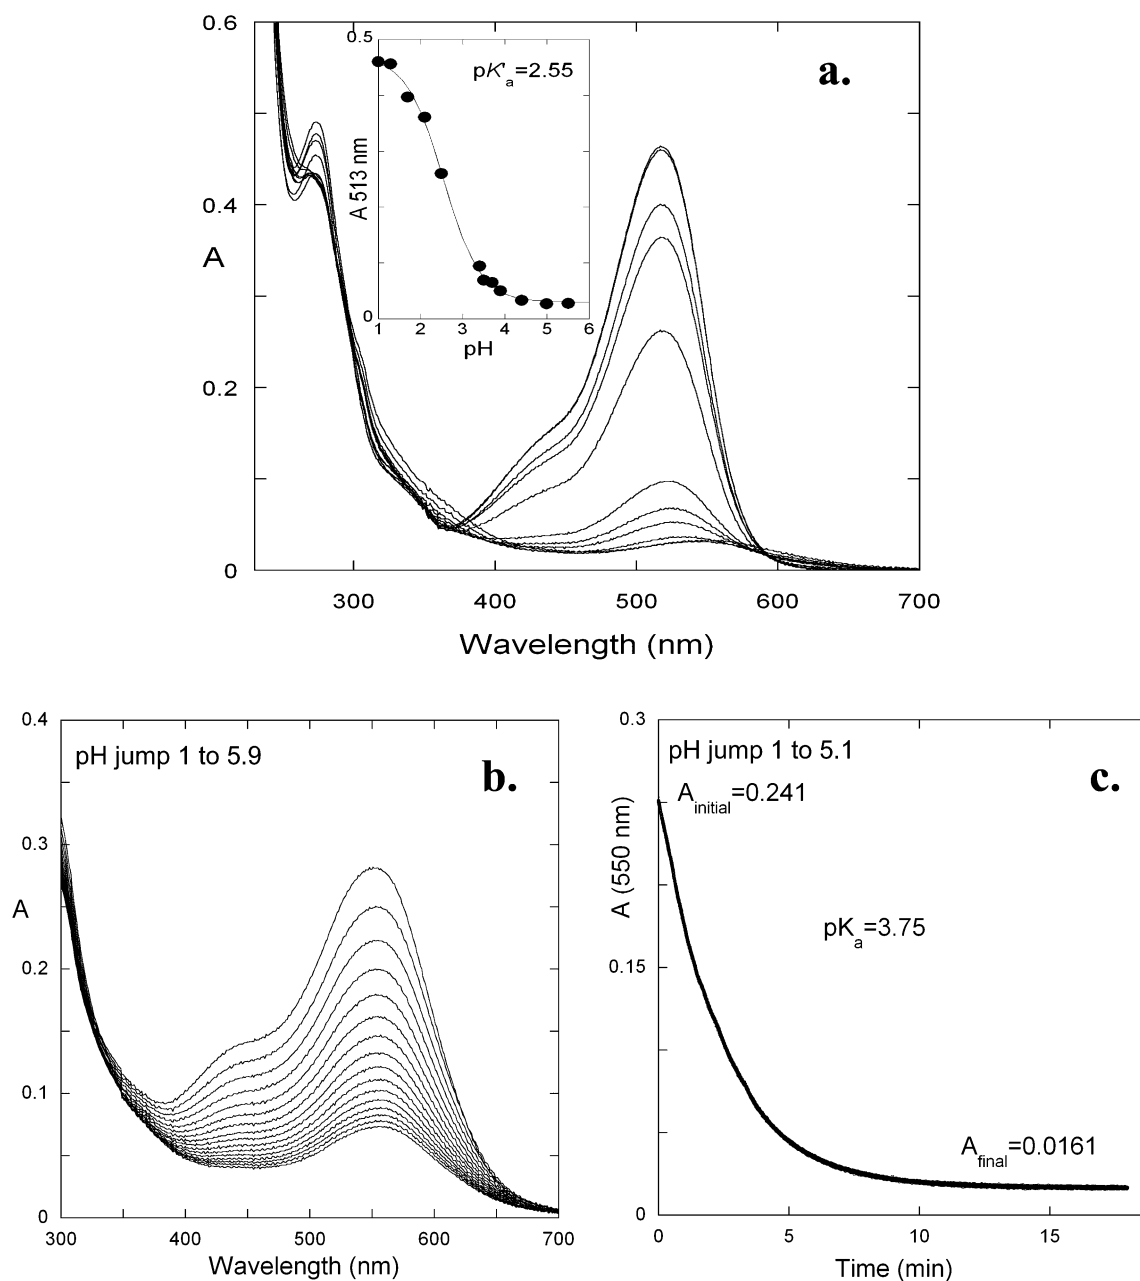 a.
0.6
0.4
A
0.2
0
300 400 500 600 700
Wavelength (nm)
0.5
pK'a=2.55
A 513 nm
0
1 2 3 4 5 6
pH
b.
pH jump 1 to 5.9
0.4
0.3
A
0.2
0.1
0
300 400 500 600 700
Wavelength (nm)
c.
pH jump 1 to 5.1
0.3
Ainitial=0.241
A (550 nm)
pKa=3.75
0.15
Afinal=0.0161
0
0 5 10 15
Time (min)